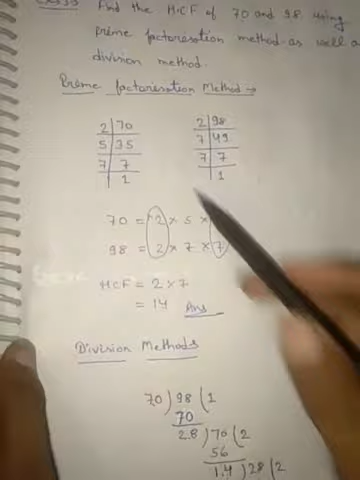 Find the HCF of 70 and 98 using
prime factorisation method as well a
division method.
Prime factorisation Method →
2 | 70
5 | 35
7 | 7
1
2 | 98
7 | 49
7 | 7
1
70 = 2 × 5 ×
98 = 2 × 7 × 7
HCF = 2 × 7
= 14 Ans
Division Methods
70 ) 98 ( 1
70
28 ) 70 ( 2
56
14 ) 28 ( 2